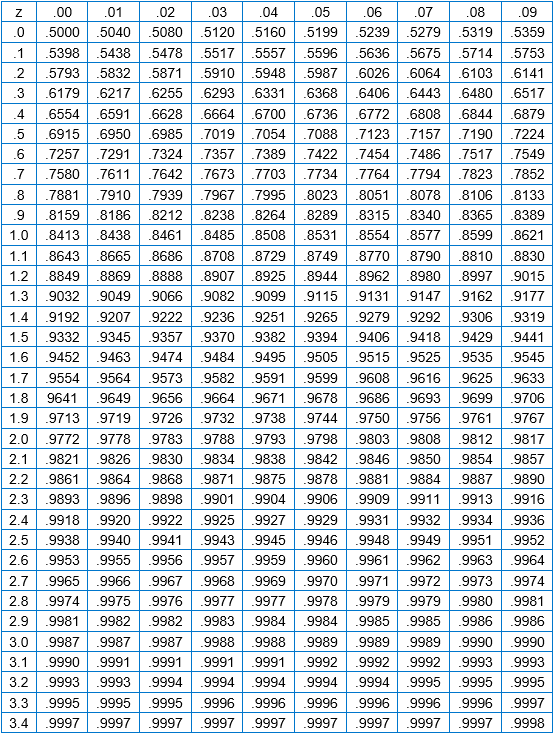 z .00 .01 .02 .03 .04 .05 .06 .07 .08 .09
.0 .5000 .5040 .5080 .5120 .5160 .5199 .5239 .5279 .5319 .5359
.1 .5398 .5438 .5478 .5517 .5557 .5596 .5636 .5675 .5714 .5753
.2 .5793 .5832 .5871 .5910 .5948 .5987 .6026 .6064 .6103 .6141
.3 .6179 .6217 .6255 .6293 .6331 .6368 .6406 .6443 .6480 .6517
.4 .6554 .6591 .6628 .6664 .6700 .6736 .6772 .6808 .6844 .6879
.5 .6915 .6950 .6985 .7019 .7054 .7088 .7123 .7157 .7190 .7224
.6 .7257 .7291 .7324 .7357 .7389 .7422 .7454 .7486 .7517 .7549
.7 .7580 .7611 .7642 .7673 .7703 .7734 .7764 .7794 .7823 .7852
.8 .7881 .7910 .7939 .7967 .7995 .8023 .8051 .8078 .8106 .8133
.9 .8159 .8186 .8212 .8238 .8264 .8289 .8315 .8340 .8365 .8389
1.0 .8413 .8438 .8461 .8485 .8508 .8531 .8554 .8577 .8599 .8621
1.1 .8643 .8665 .8686 .8708 .8729 .8749 .8770 .8790 .8810 .8830
1.2 .8849 .8869 .8888 .8907 .8925 .8944 .8962 .8980 .8997 .9015
1.3 .9032 .9049 .9066 .9082 .9099 .9115 .9131 .9147 .9162 .9177
1.4 .9192 .9207 .9222 .9236 .9251 .9265 .9279 .9292 .9306 .9319
1.5 .9332 .9345 .9357 .9370 .9382 .9394 .9406 .9418 .9429 .9441
1.6 .9452 .9463 .9474 .9484 .9495 .9505 .9515 .9525 .9535 .9545
1.7 .9554 .9564 .9573 .9582 .9591 .9599 .9608 .9616 .9625 .9633
1.8 9641 .9649 .9656 .9664 .9671 .9678 .9686 .9693 .9699 .9706
1.9 .9713 .9719 .9726 .9732 .9738 .9744 .9750 .9756 .9761 .9767
2.0 .9772 .9778 .9783 .9788 .9793 .9798 .9803 .9808 .9812 .9817
2.1 .9821 .9826 .9830 .9834 .9838 .9842 .9846 .9850 .9854 .9857
2.2 .9861 .9864 .9868 .9871 .9875 .9878 .9881 .9884 .9887 .9890
2.3 .9893 .9896 .9898 .9901 .9904 .9906 .9909 .9911 .9913 .9916
2.4 .9918 .9920 .9922 .9925 .9927 .9929 .9931 .9932 .9934 .9936
2.5 .9938 .9940 .9941 .9943 .9945 .9946 .9948 .9949 .9951 .9952
2.6 .9953 .9955 .9956 .9957 .9959 .9960 .9961 .9962 .9963 .9964
2.7 .9965 .9966 .9967 .9968 .9969 .9970 .9971 .9972 .9973 .9974
2.8 .9974 .9975 .9976 .9977 .9977 .9978 .9979 .9979 .9980 .9981
2.9 .9981 .9982 .9982 .9983 .9984 .9984 .9985 .9985 .9986 .9986
3.0 .9987 .9987 .9987 .9988 .9988 .9989 .9989 .9989 .9990 .9990
3.1 .9990 .9991 .9991 .9991 .9991 .9992 .9992 .9992 .9993 .9993
3.2 .9993 .9993 .9994 .9994 .9994 .9994 .9994 .9995 .9995 .9995
3.3 .9995 .9995 .9995 .9996 .9996 .9996 .9996 .9996 .9996 .9997
3.4 .9997 .9997 .9997 .9997 .9997 .9997 .9997 .9997 .9997 .9998